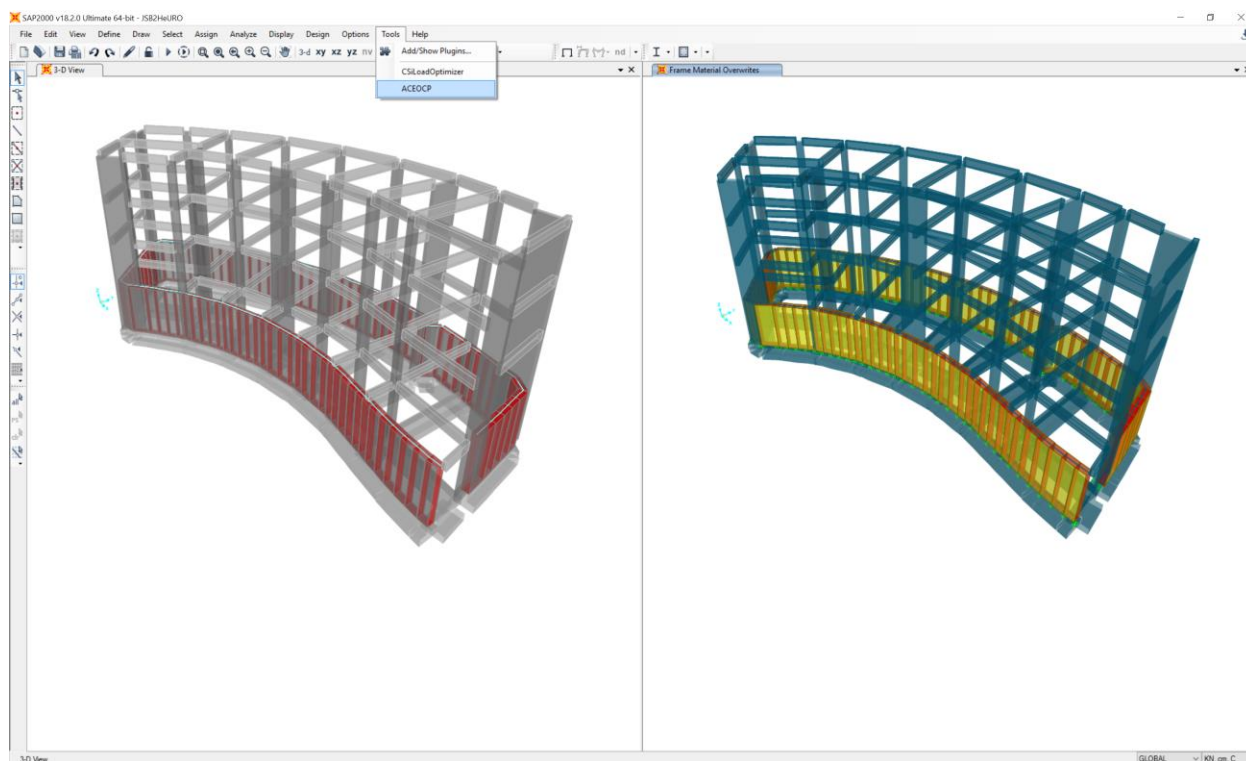 SAP2000 v18.2.0 Ultimate 64-bit - JSB2HeURO
File Edit View Define Draw Select Assign Analyze Display Design Options Tools Help
3-d xy xz yz nv
nd
Add/Show Plugins...
CSiLoadOptimizer
ACEOCP
3-D View
Frame Material Overwrites
3-D View
GLOBAL
KN, cm, C